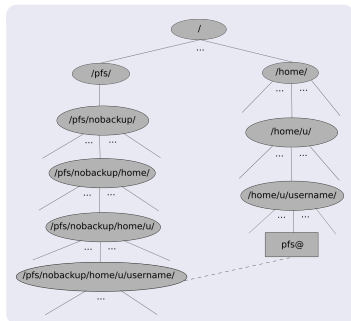 /
...
/pfs/
/home/
... ...
/pfs/nobackup/
/home/u/
... ...
... ...
/pfs/nobackup/home/
/home/u/username/
... ...
... ...
/pfs/nobackup/home/u/
pfs@
... ...
/pfs/nobackup/home/u/username/
...